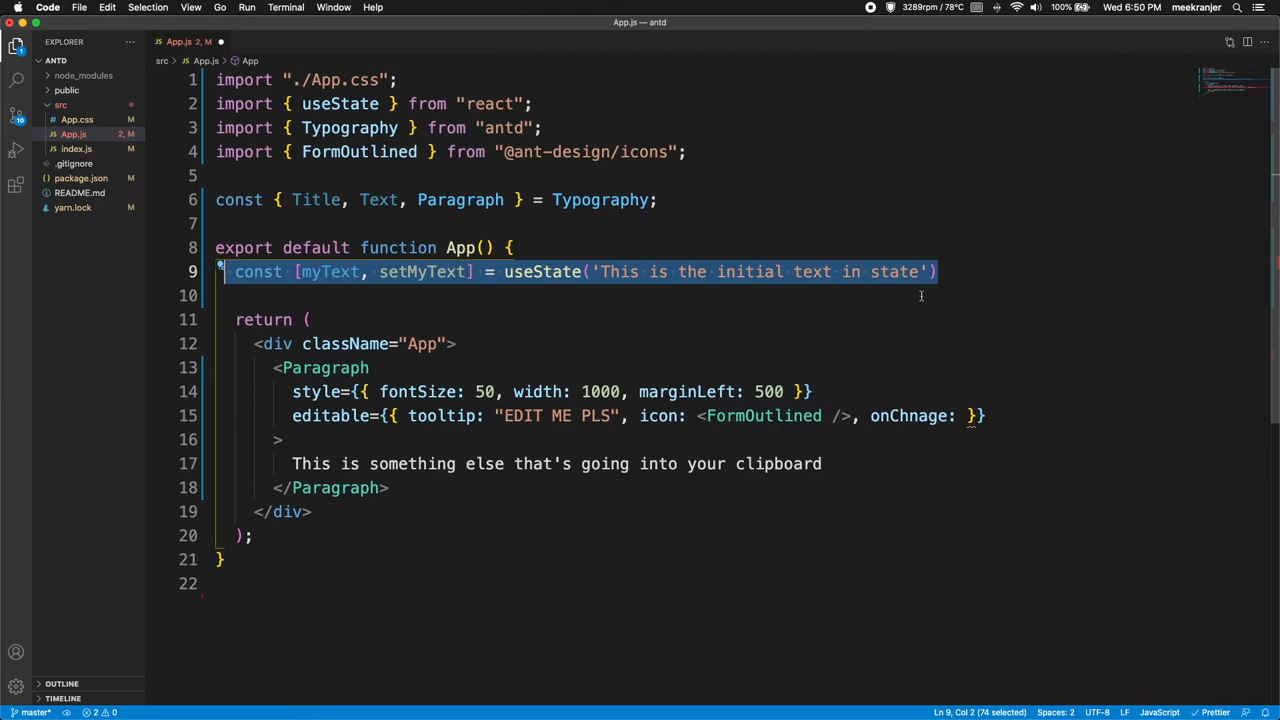 Code File Edit Selection View Go Run Terminal Window Help 3289rpm / 78°C 100% Wed 6:50 PM meekranjer
App.js — antd
EXPLORER
ANTD
node_modules
public
src
App.css M
App.js 2, M
index.js M
.gitignore
package.json M
README.md
yarn.lock M
OUTLINE
TIMELINE
App.js 2, M
src > App.js > App
1 import "./App.css";
2 import { useState } from "react";
3 import { Typography } from "antd";
4 import { FormOutlined } from "@ant-design/icons";
5
6 const { Title, Text, Paragraph } = Typography;
7
8 export default function App() {
9 const [myText, setMyText] = useState('This is the initial text in state')
10
11 return (
12 <div className="App">
13 <Paragraph
14 style={{ fontSize: 50, width: 1000, marginLeft: 500 }}
15 editable={{ tooltip: "EDIT ME PLS", icon: <FormOutlined />, onChnage: }}
16 >
17 This is something else that's going into your clipboard
18 </Paragraph>
19 </div>
20 );
21 }
22
1
10
master* 2 0 Ln 9, Col 2 (74 selected) Spaces: 2 UTF-8 LF JavaScript Prettier